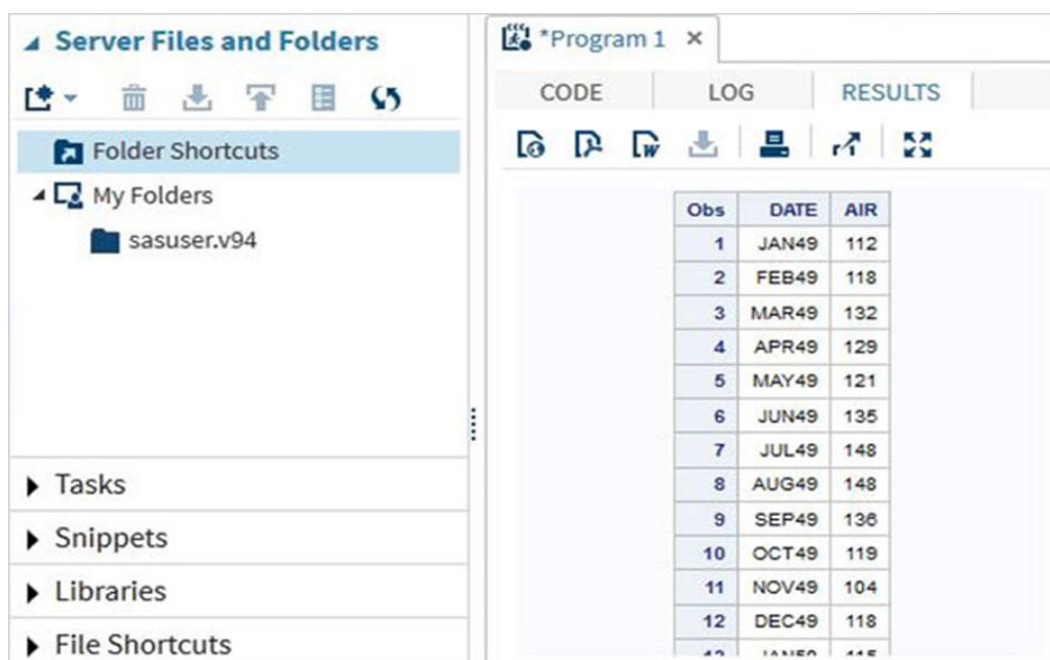 Server Files and Folders
Folder Shortcuts
My Folders
sasuser.v94
Tasks
Snippets
Libraries
File Shortcuts
*Program 1
CODE LOG RESULTS
Obs DATE AIR
1 JAN49 112
2 FEB49 118
3 MAR49 132
4 APR49 129
5 MAY49 121
6 JUN49 135
7 JUL49 148
8 AUG49 148
9 SEP49 136
10 OCT49 119
11 NOV49 104
12 DEC49 118